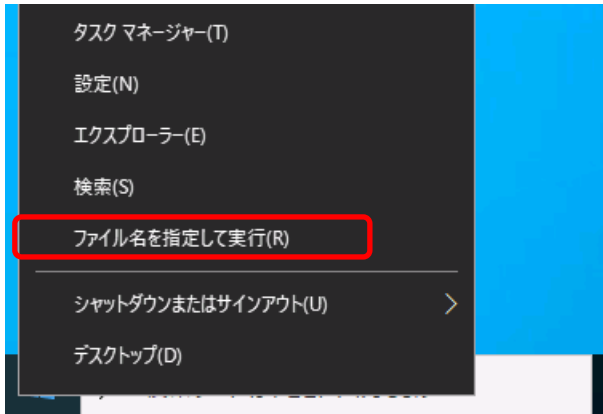 タスク マネージャー(T)
設定(N)
エクスプローラー(E)
検索(S)
ファイル名を指定して実行(R)
シャットダウンまたはサインアウト(U)
デスクトップ(D)